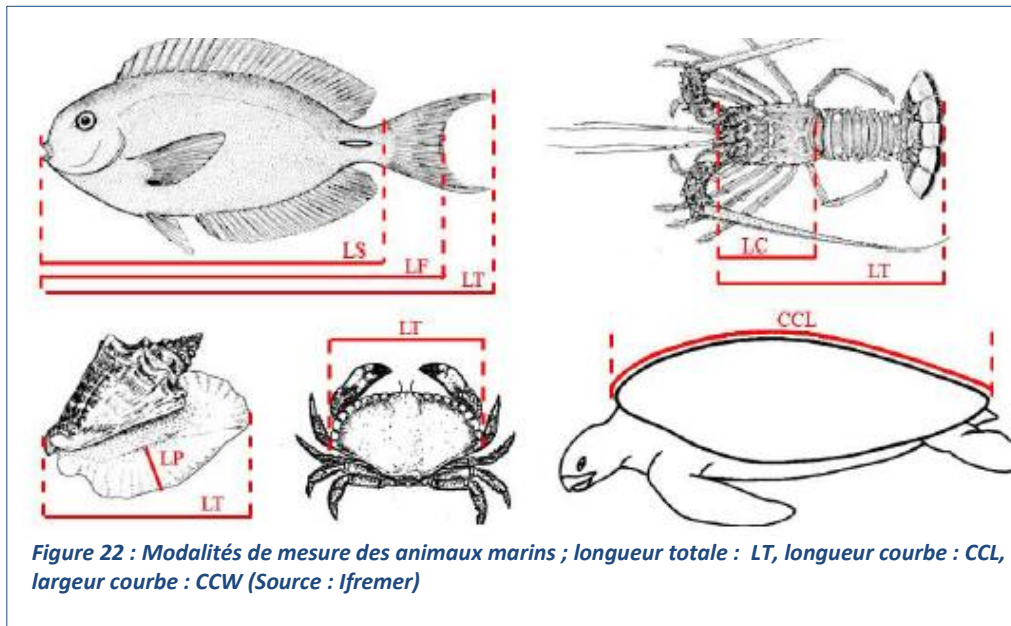 LS
LF
LT
LC
LT
LP
LT
LT
CCL
Figure 22 : Modalités de mesure des animaux marins ; longueur totale : LT, longueur courbe : CCL,
largeur courbe : CCW (Source : Ifremer)